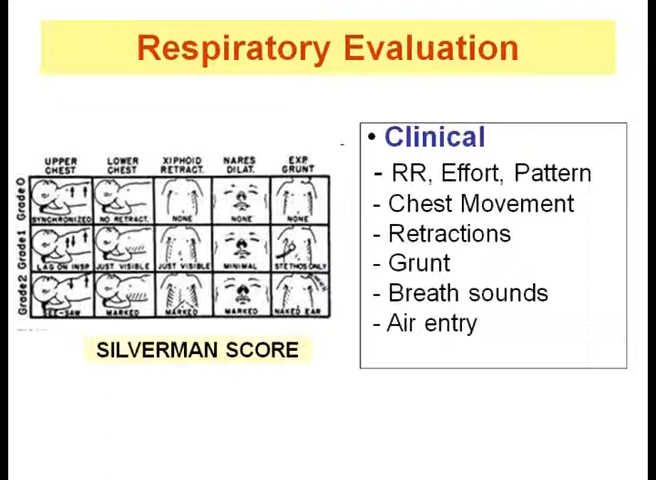 Respiratory Evaluation
UPPER CHEST
LOWER CHEST
XIPHOID RETRACT.
NARES DILAT.
EXP GRUNT
Grade 0
SYNCHRONIZED
NO RETRACT.
NONE
NONE
NONE
Grade 1
LAG ON INSP
JUST VISIBLE
JUST VISIBLE
MINIMAL
STETHOS ONLY
Grade 2
SEE-SAW
MARKED
MARKED
MARKED
NAKED EAR
SILVERMAN SCORE
• Clinical
- RR, Effort, Pattern
- Chest Movement
- Retractions
- Grunt
- Breath sounds
- Air entry